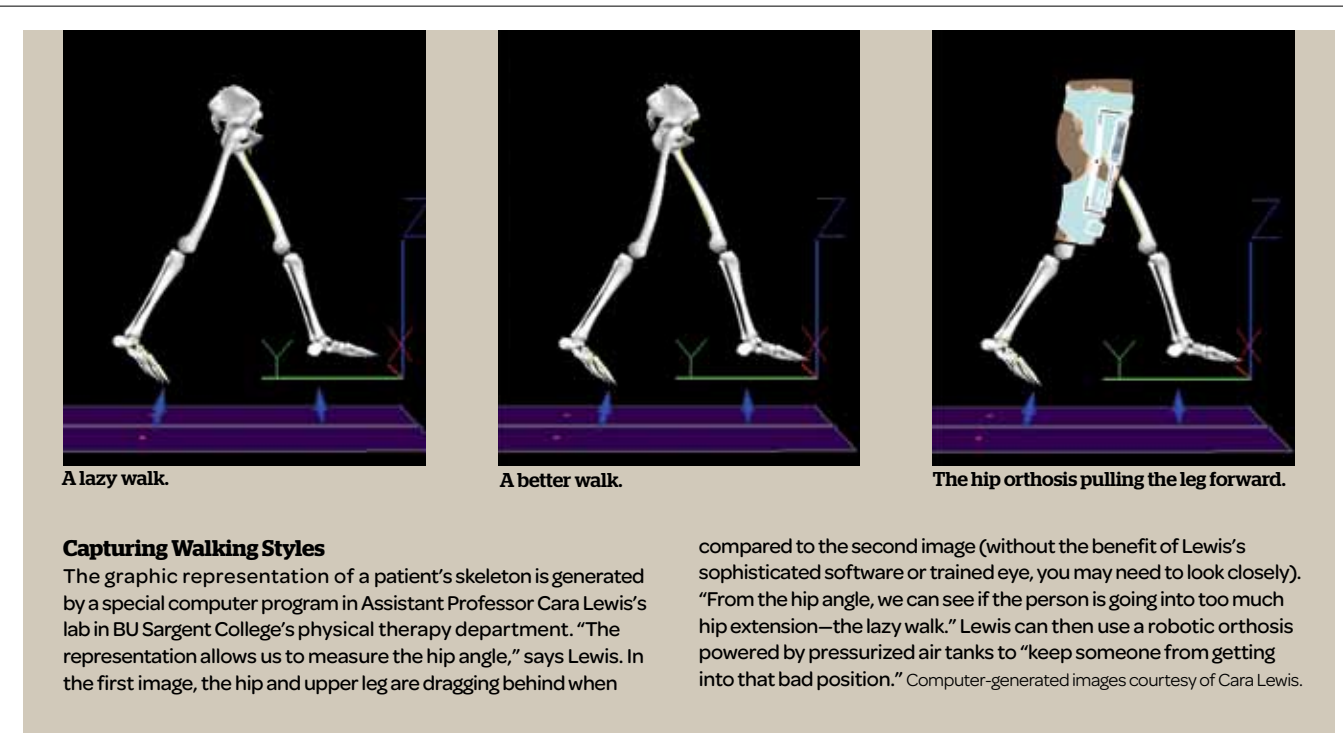 Z
X
Y
Z
X
Y
Z
X
Y
A lazy walk.
A better walk.
The hip orthosis pulling the leg forward.
Capturing Walking Styles
The graphic representation of a patient’s skeleton is generated
by a special computer program in Assistant Professor Cara Lewis’s
lab in BU Sargent College’s physical therapy department. “The
representation allows us to measure the hip angle,” says Lewis. In
the first image, the hip and upper leg are dragging behind when
compared to the second image (without the benefit of Lewis’s
sophisticated software or trained eye, you may need to look closely).
“From the hip angle, we can see if the person is going into too much
hip extension—the lazy walk.” Lewis can then use a robotic orthosis
powered by pressurized air tanks to “keep someone from getting
into that bad position.” Computer-generated images courtesy of Cara Lewis.